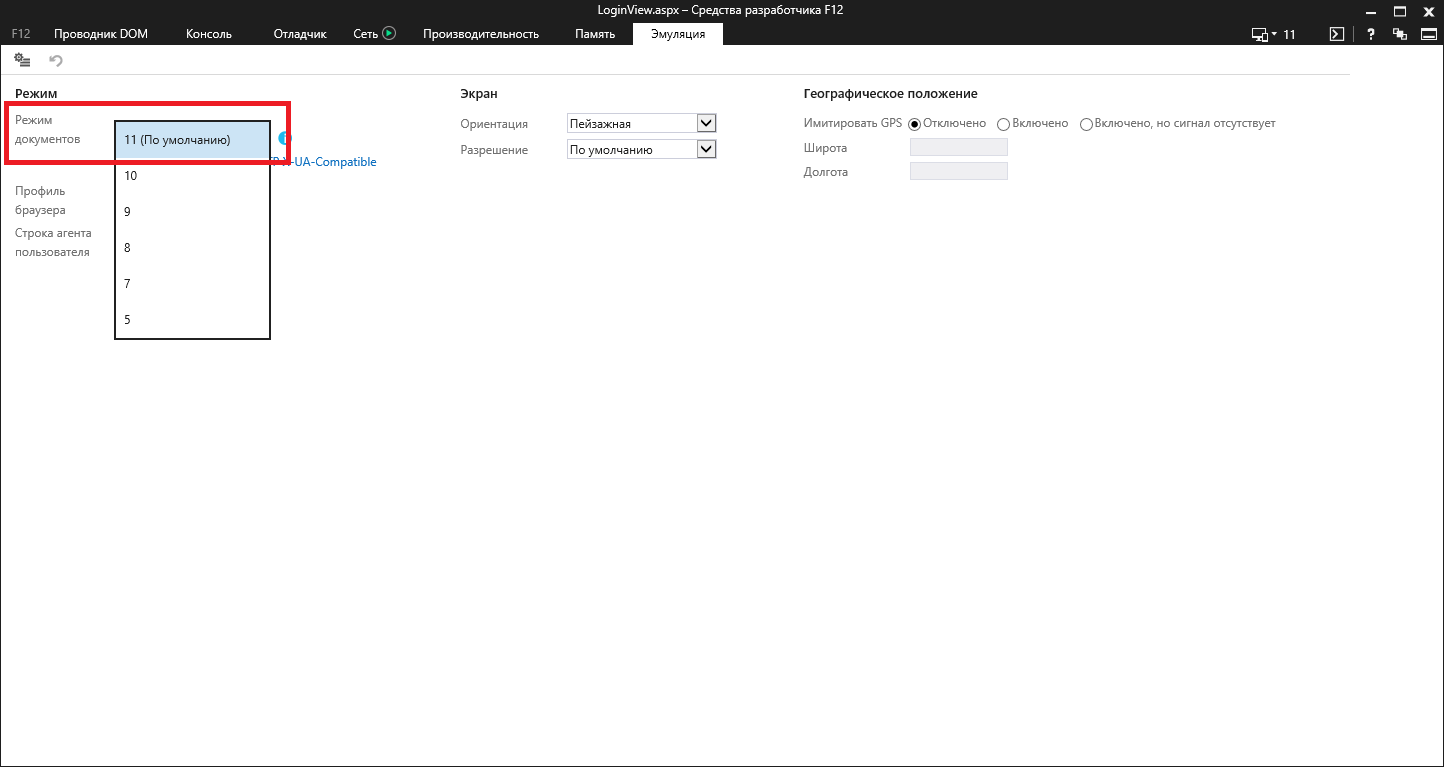 LoginView.aspx – Средства разработчика F12
F12 Проводник DOM Консоль Отладчик Сеть Производительность Память Эмуляция 11 ?
Режим
Режим
документов
11 (По умолчанию)
X-UA-Compatible
10
9
8
7
5
Профиль
браузера
Строка агента
пользователя
Экран
Ориентация Пейзажная
Разрешение По умолчанию
Географическое положение
Имитировать GPS Отключено Включено Включено, но сигнал отсутствует
Широта
Долгота